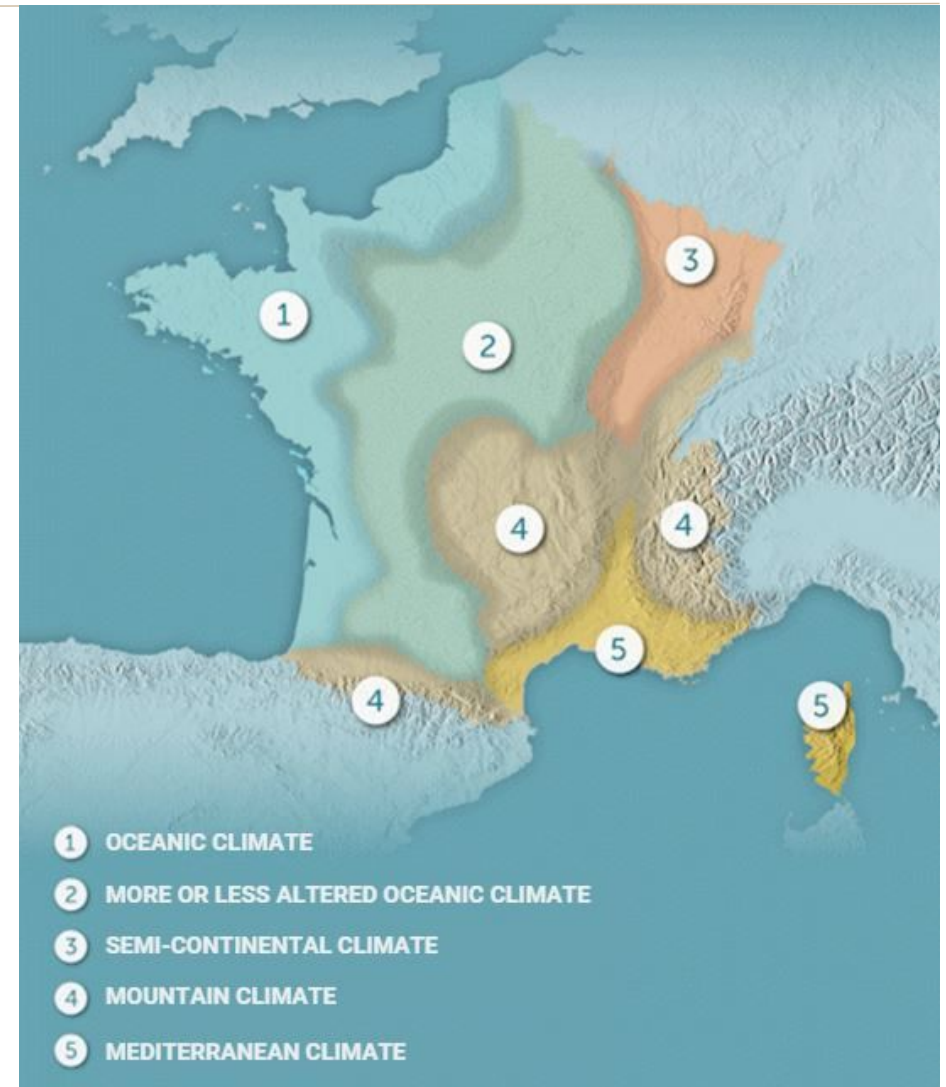 3
1
2
4
4
5
4
5
1 OCEANIC CLIMATE
2 MORE OR LESS ALTERED OCEANIC CLIMATE
3 SEMI-CONTINENTAL CLIMATE
4 MOUNTAIN CLIMATE
5 MEDITERRANEAN CLIMATE